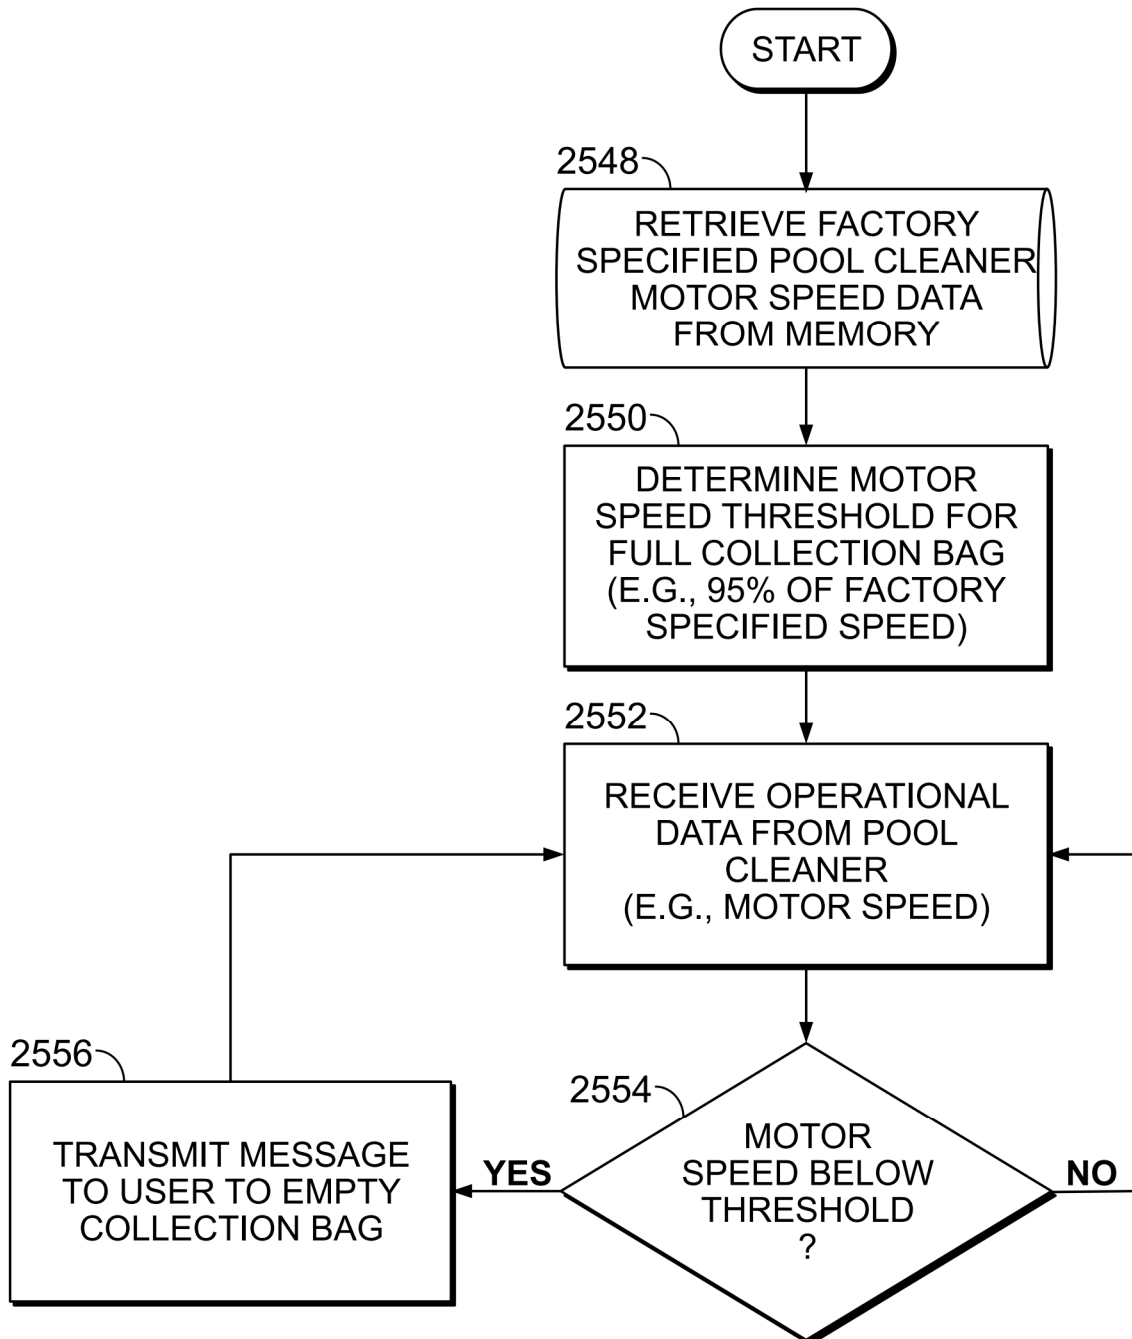 START
2548
RETRIEVE FACTORY
SPECIFIED POOL CLEANER
MOTOR SPEED DATA
FROM MEMORY
2550
DETERMINE MOTOR
SPEED THRESHOLD FOR
FULL COLLECTION BAG
(E.G., 95% OF FACTORY
SPECIFIED SPEED)
2552
RECEIVE OPERATIONAL
DATA FROM POOL
CLEANER
(E.G., MOTOR SPEED)
2554
MOTOR
SPEED BELOW
THRESHOLD
?
YES
NO
2556
TRANSMIT MESSAGE
TO USER TO EMPTY
COLLECTION BAG